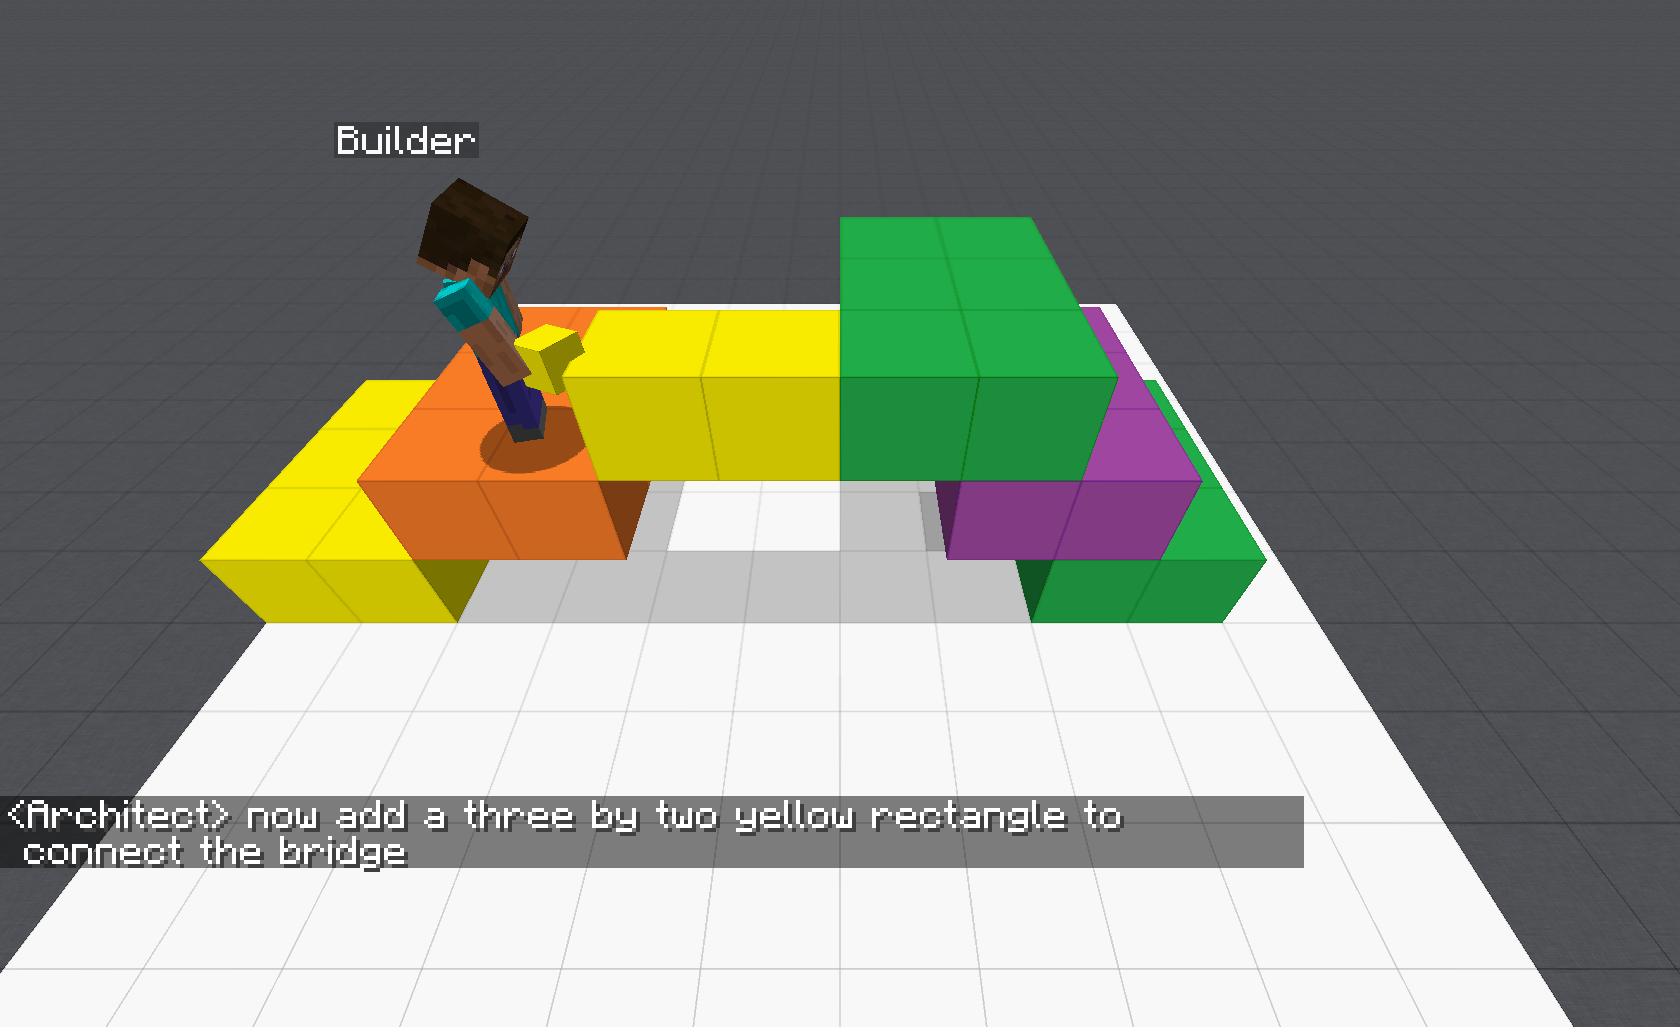 Builder
<Architect> now add a three by two yellow rectangle to
connect the bridge